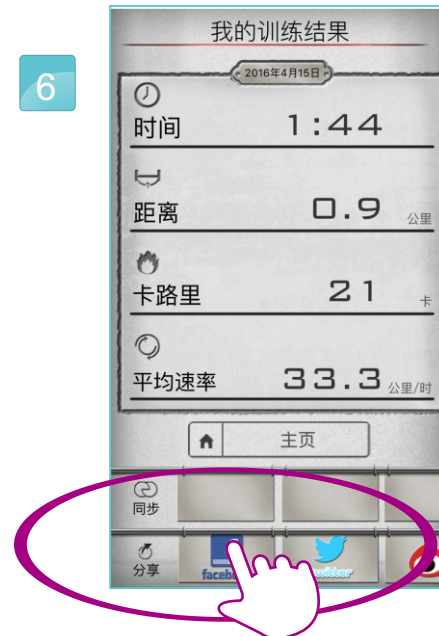 6
我的训练结果
2016年4月15日
时间 1:44
距离 0.9 公里
卡路里 21 卡
平均速率 33.3 公里/时
主页
同步
分享